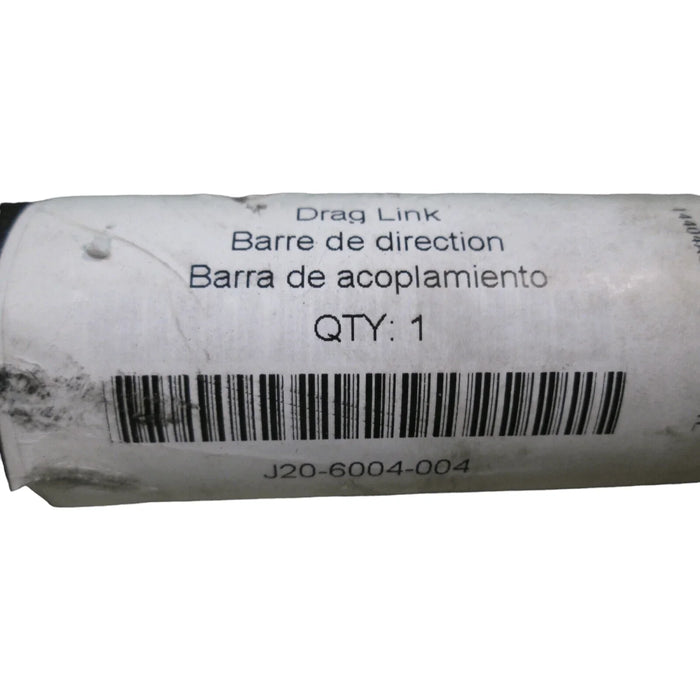 Drag Link
Barre de direction
Barra de acoplamiento
QTY: 1
J20-6004-004